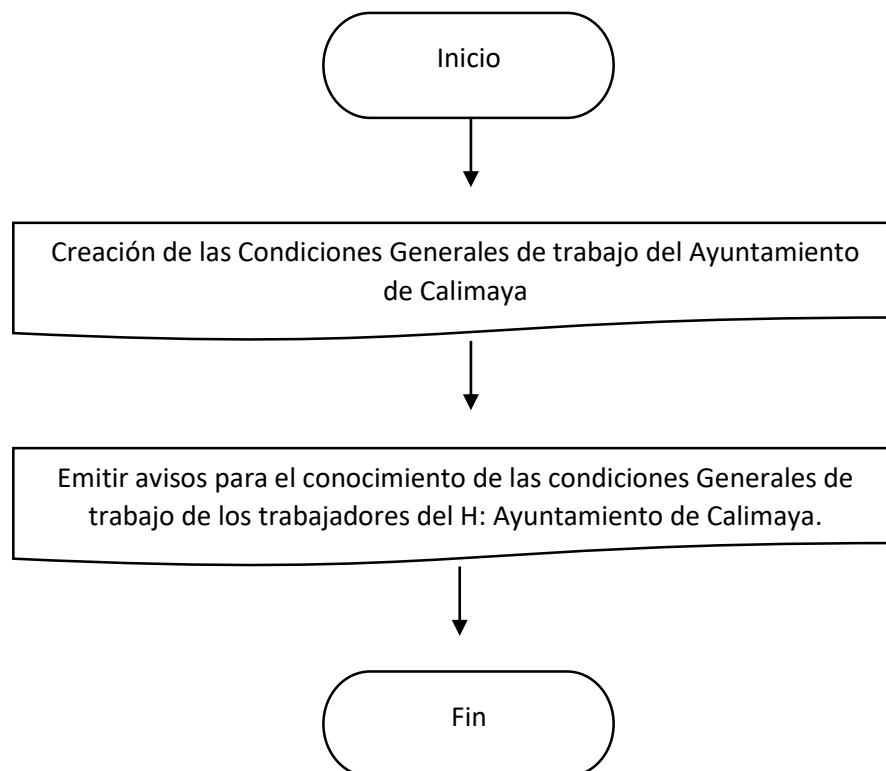 Inicio
Creación de las Condiciones Generales de trabajo del Ayuntamiento
de Calimaya
Emitir avisos para el conocimiento de las condiciones Generales de
trabajo de los trabajadores del H: Ayuntamiento de Calimaya.
Fin